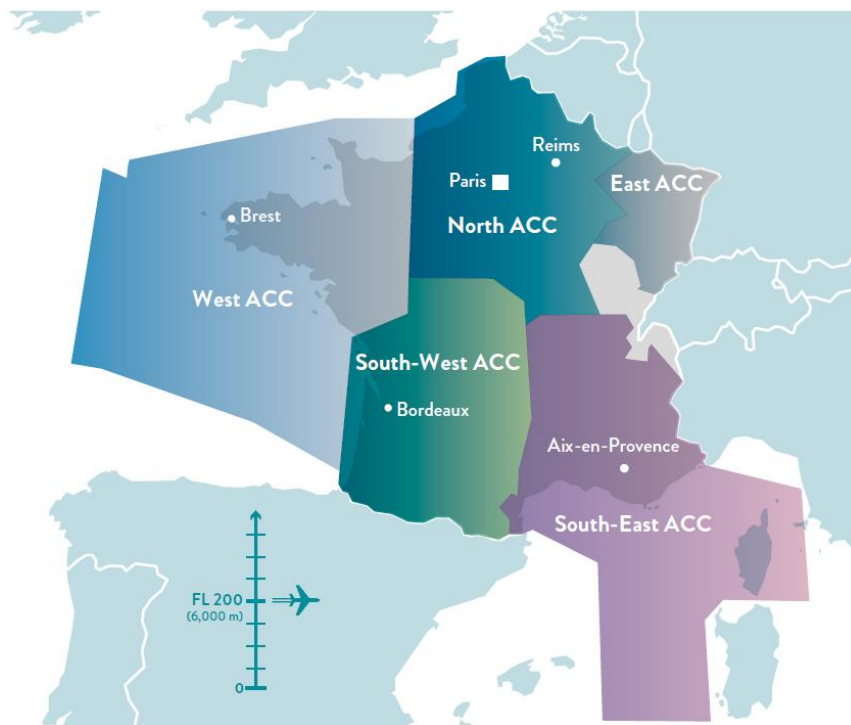 Reims
Paris
East ACC
Brest
North ACC
West ACC
South-West ACC
Bordeaux
Aix-en-Provence
South-East ACC
FL 200
(6,000 m)
0